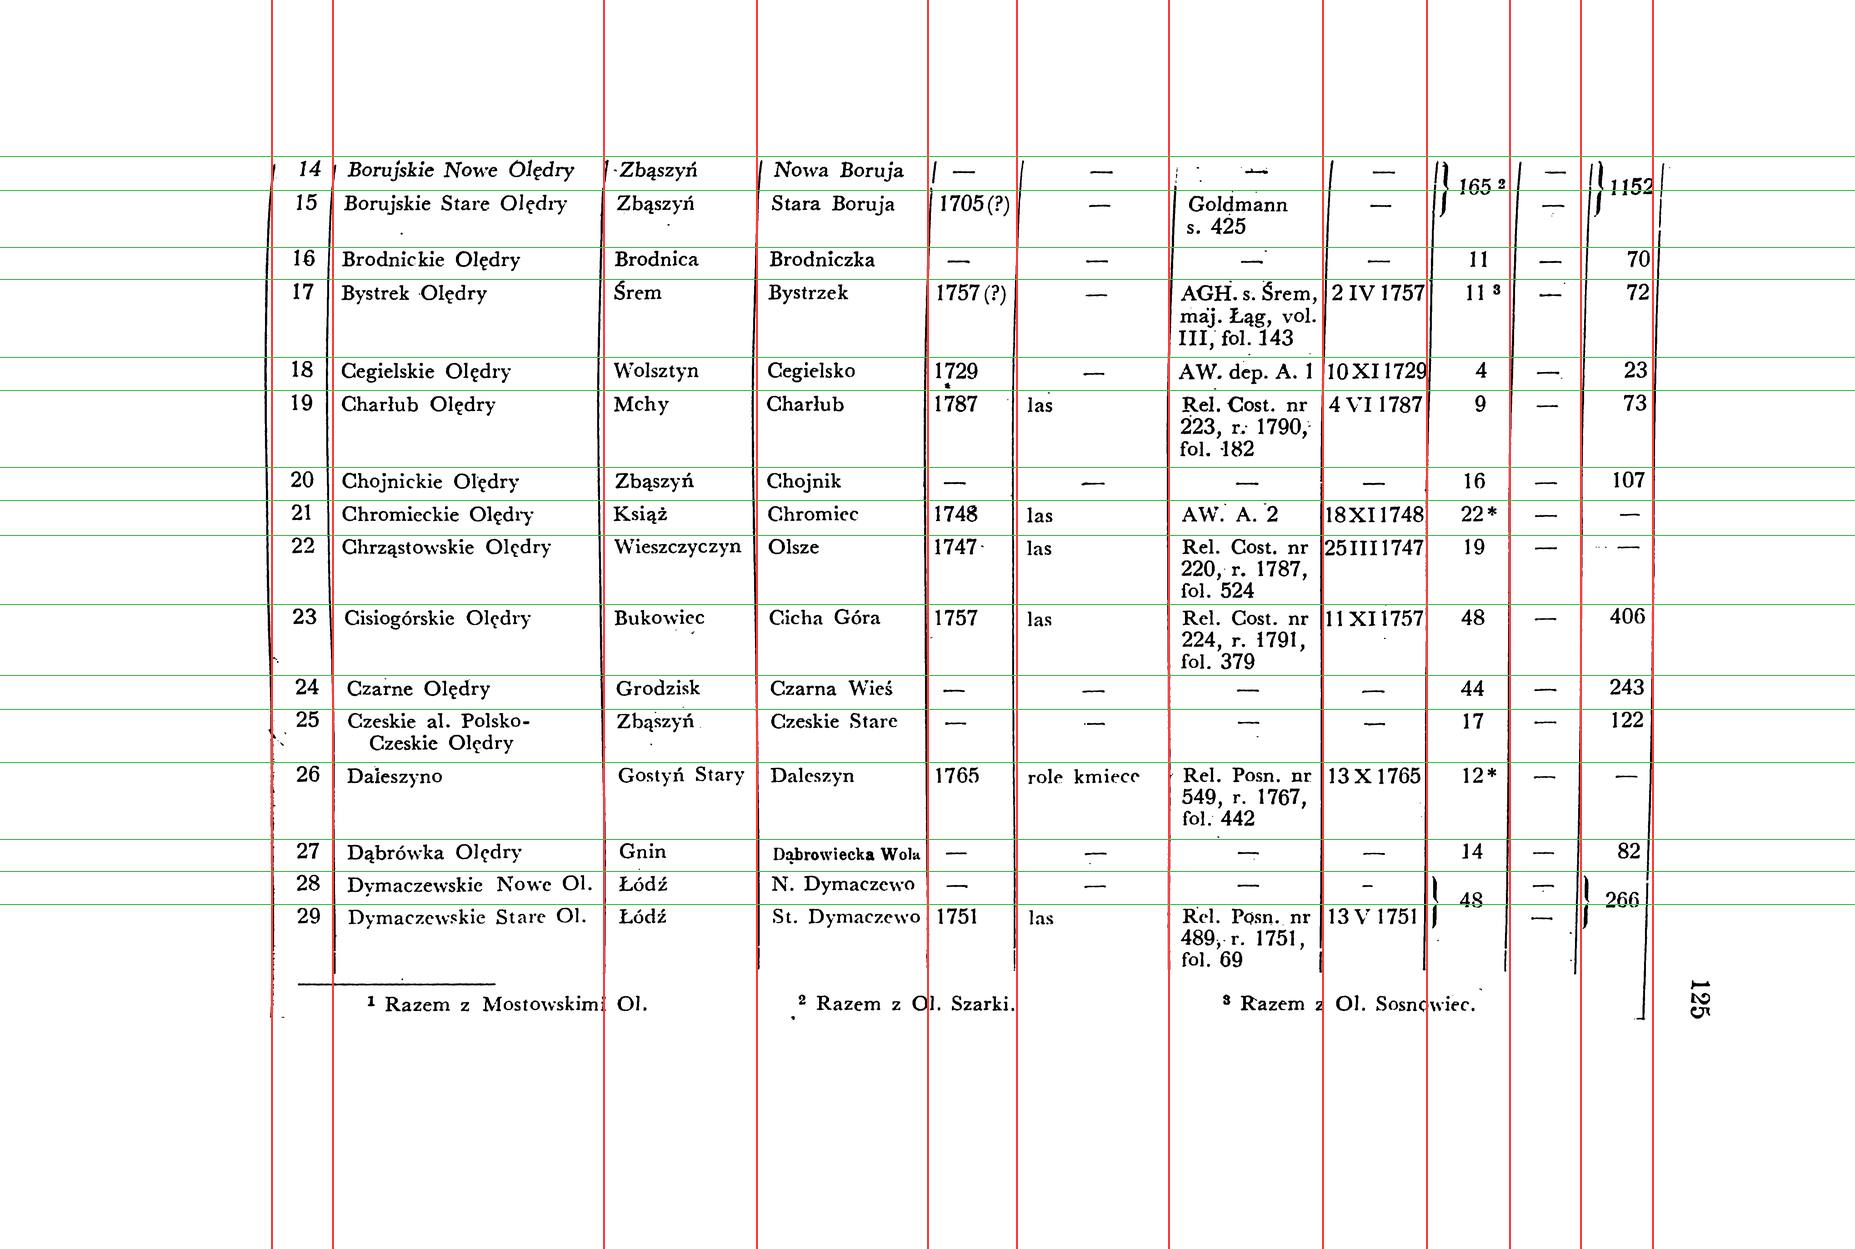 14 Borujskie Nowe Olędry Zbąszyń Nowa Boruja — — — — } 165 ² — } 1152
15 Borujskie Stare Olędry Zbąszyń Stara Boruja 1705 (?) — Goldmann — —
s. 425
16 Brodnickie Olędry Brodnica Brodniczka — — — — 11 — 70
17 Bystrek Olędry Śrem Bystrzek 1757 (?) — AGH. s. Śrem, 2 IV 1757 11 ³ — 72
maj. Łąg, vol.
III, fol. 143
18 Cegielskie Olędry Wolsztyn Cegielsko 1729 — AW. dep. A. 1 10 XI 1729 4 — 23
19 Charłub Olędry Mchy Charłub 1787 las Rel. Cost. nr 4 VI 1787 9 — 73
223, r. 1790,
fol. 182
20 Chojnickie Olędry Zbąszyń Chojnik — — — — 16 — 107
21 Chromieckie Olędry Książ Chromiec 1748 las AW. A. 2 18 XI 1748 22* — —
22 Chrząstowskie Olędry Wieszczyczyn Olsze 1747 las Rel. Cost. nr 25 III 1747 19 — —
220, r. 1787,
fol. 524
23 Cisiogórskie Olędry Bukowiec Cicha Góra 1757 las Rel. Cost. nr 11 XI 1757 48 — 406
224, r. 1791,
fol. 379
24 Czarne Olędry Grodzisk Czarna Wieś — — — — 44 — 243
25 Czeskie al. Polsko- Zbąszyń Czeskie Stare — — — — 17 — 122
Czeskie Olędry
26 Daleszyno Gostyń Stary Daleszyn 1765 role kmiece Rel. Posn. nr 13 X 1765 12* — —
549, r. 1767,
fol. 442
27 Dąbrówka Olędry Gnin Dąbrowiecka Wola — — — — 14 — 82
28 Dymaczewskie Nowe Ol. Łódź N. Dymaczewo — — — – } 48 — } 266
29 Dymaczewskie Stare Ol. Łódź St. Dymaczewo 1751 las Rel. Posn. nr 13 V 1751 —
489, r. 1751,
fol. 69
¹ Razem z Mostowskimi Ol. ² Razem z Ol. Szarki. ³ Razem z Ol. Sosnowiec.
125